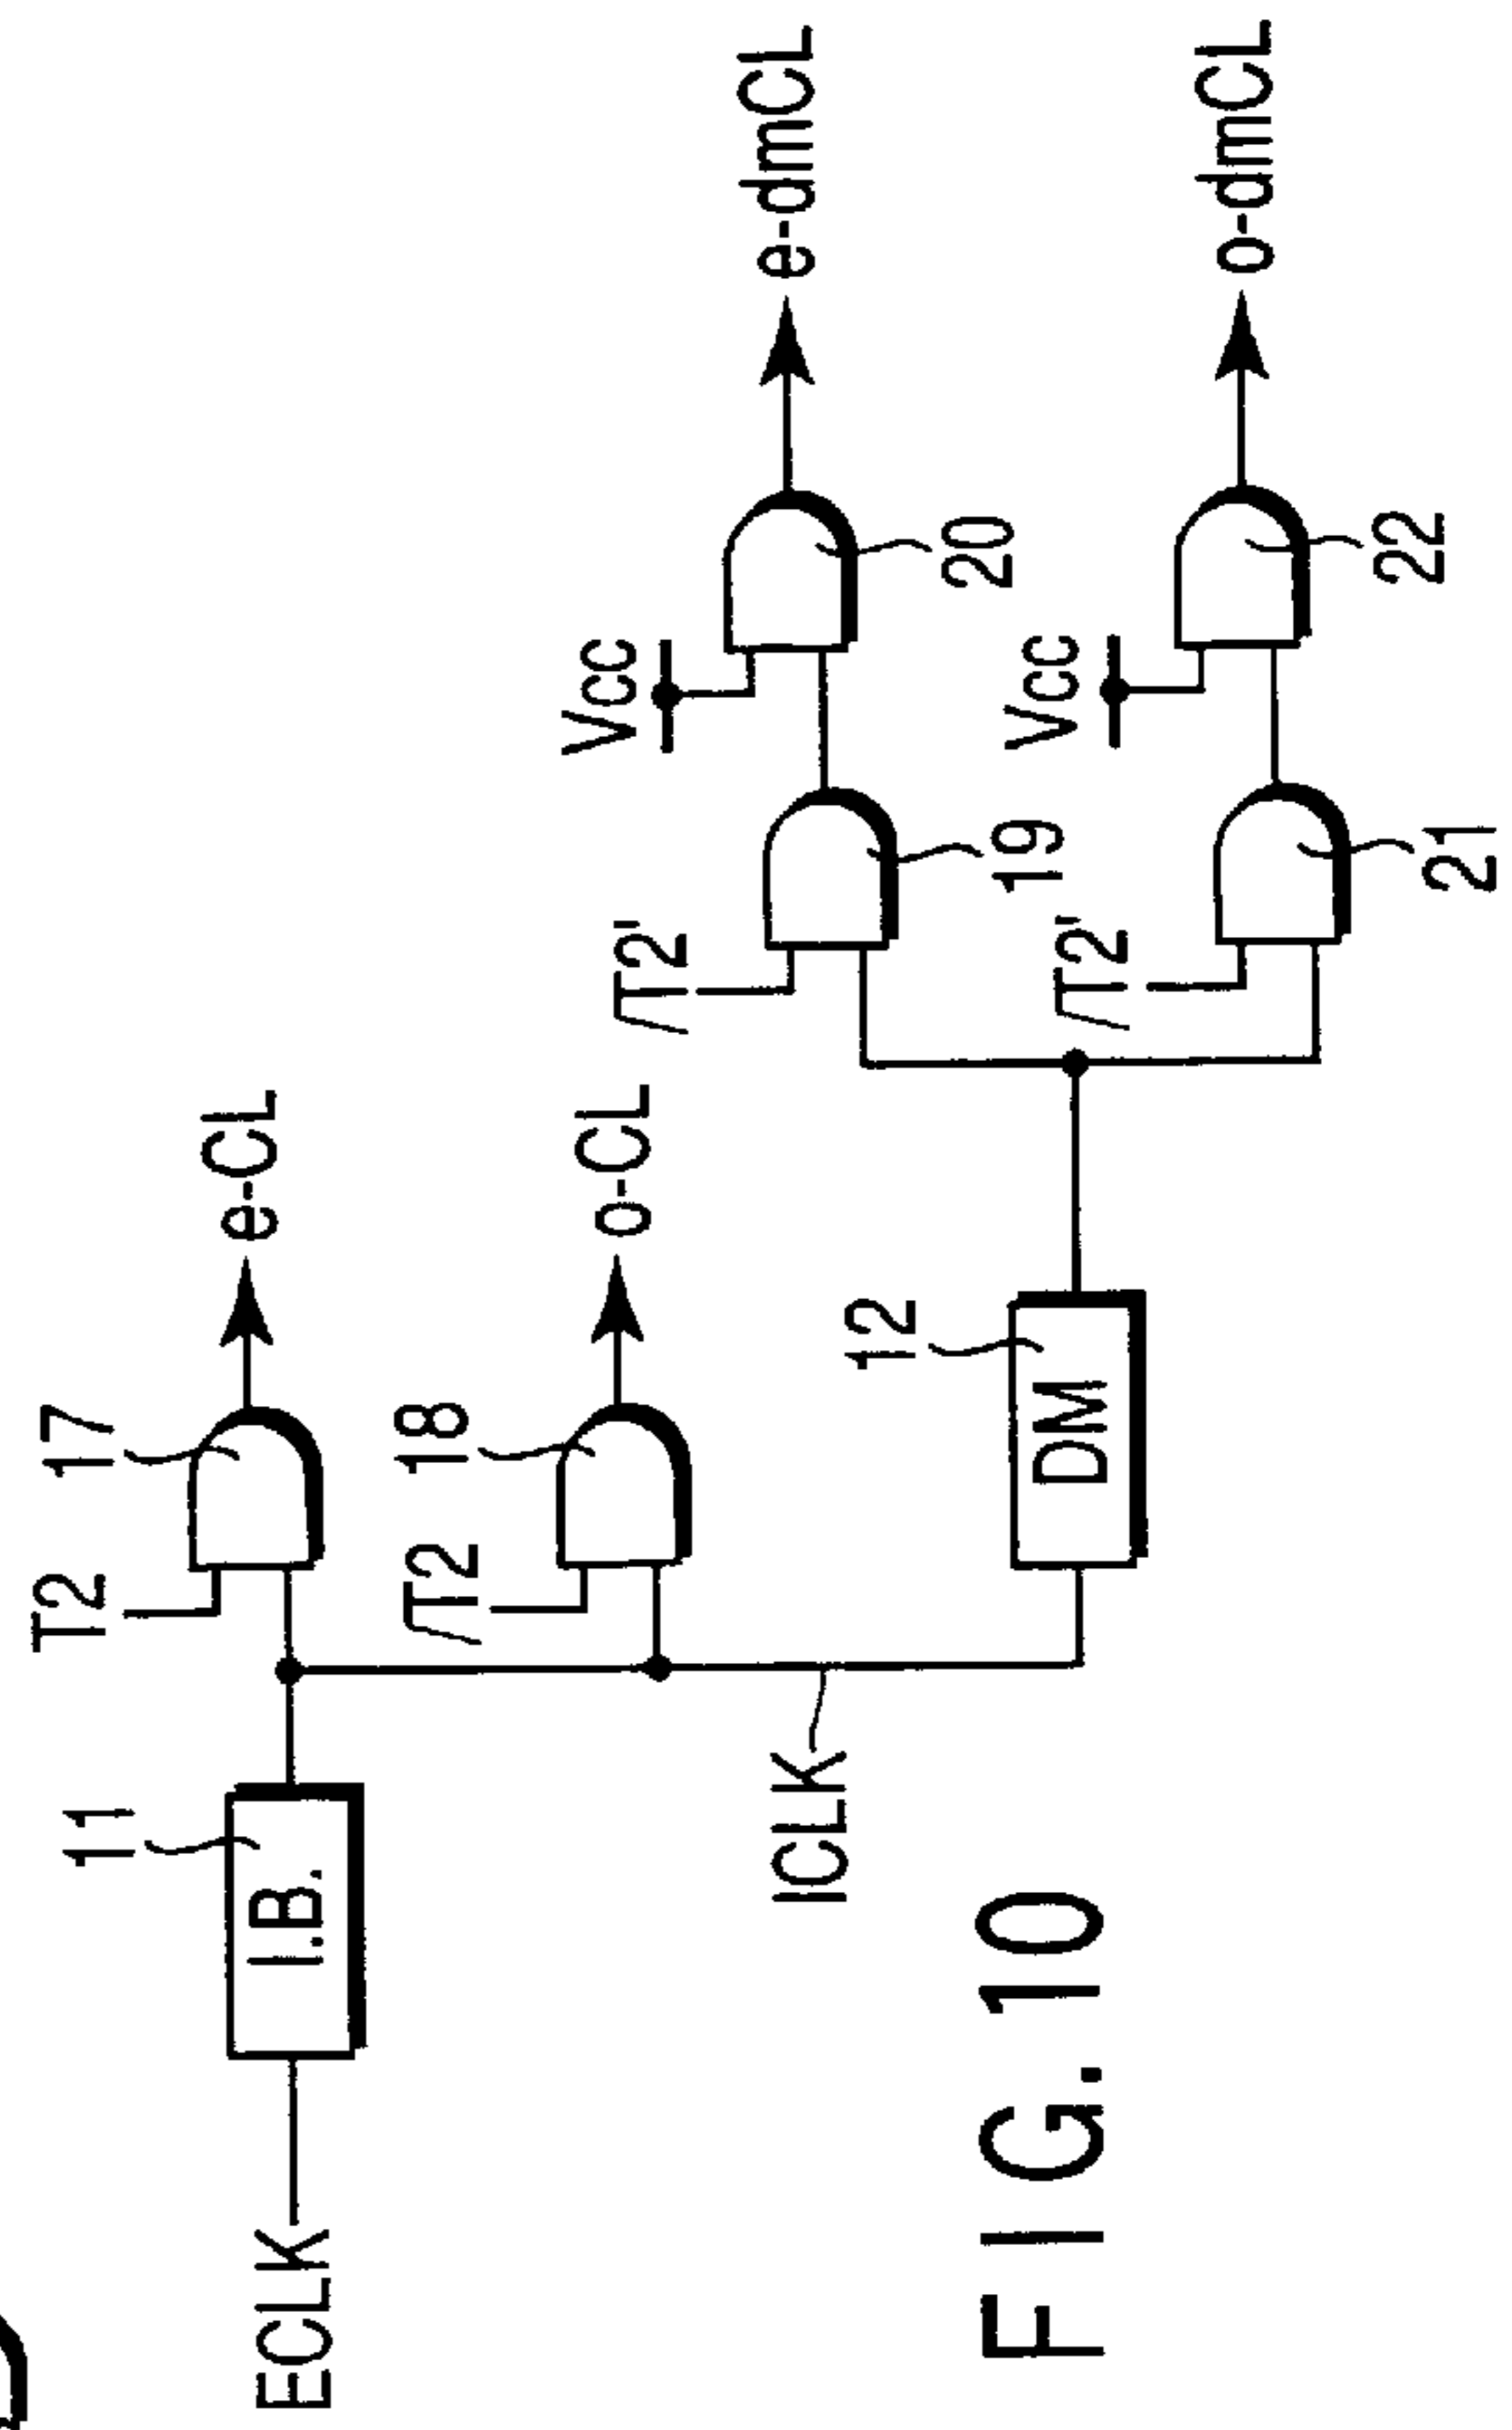 T2
17
e-CL
ECLK
11
I.B.
/T2
18
o-CL
Vcc
20
e-dmCL
/T2'
19
ICLK
12
DM
Vcc
22
o-dmCL
/T2'
21
FIG. 10